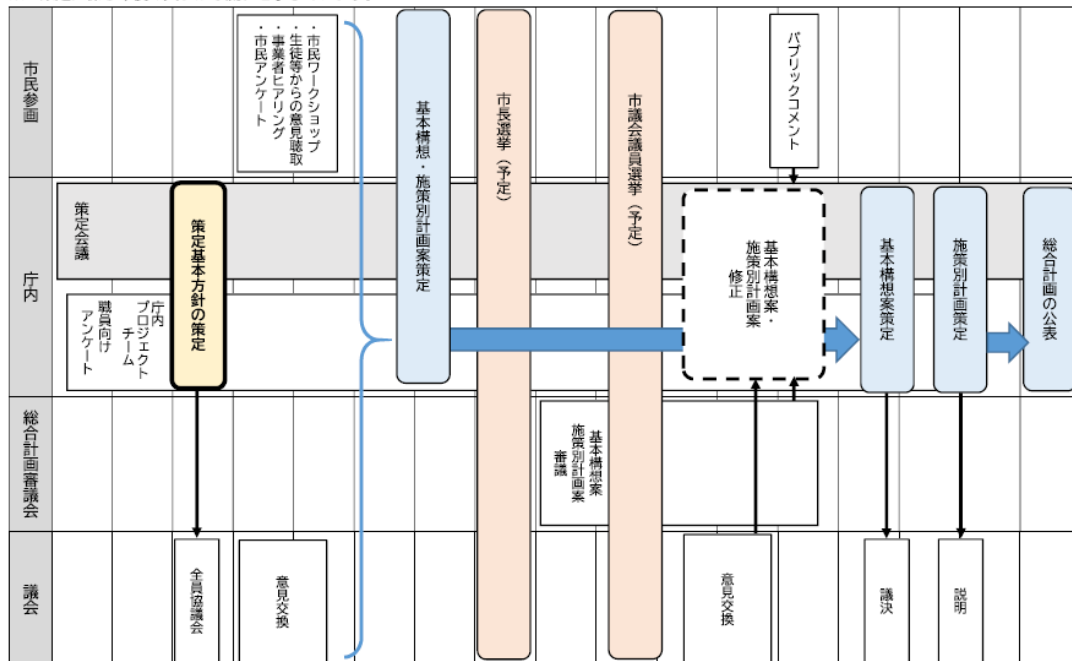 市民参画
・市民ワークショップ
・生徒等からの意見聴取
・事業者ヒアリング
・市民アンケート
基本構想・施策別計画案策定
市長選挙（予定）
市議会議員選挙（予定）
パブリックコメント
庁内
策定会議
策定基本方針の策定
庁内
プロジェクト
チーム
職員向け
アンケート
基本構想案・
施策別計画案
修正
基本構想案策定
施策別計画策定
総合計画の公表
総合計画審議会
基本構想案
施策別計画案
審議
議会
全員協議会
意見交換
意見交換
議決
説明